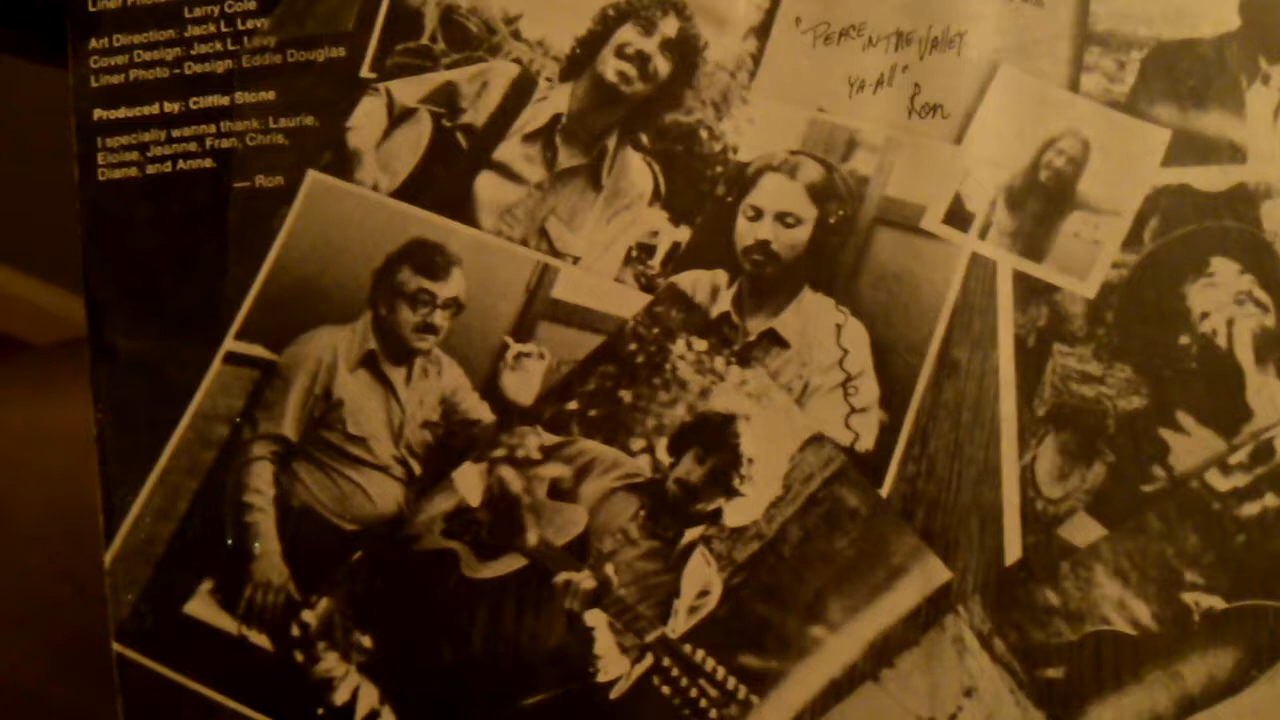 Liner Photo
Larry Cole
Art Direction: Jack L. Levy
Cover Design: Jack L. Levy
Liner Photo – Design: Eddie Douglas
Produced by: Cliffie Stone
I specially wanna thank: Laurie,
Eloise, Jeanne, Fran, Chris,
Diane, and Anne.
— Ron
"PEACE IN THE VALLEY
YA-All"
Ron